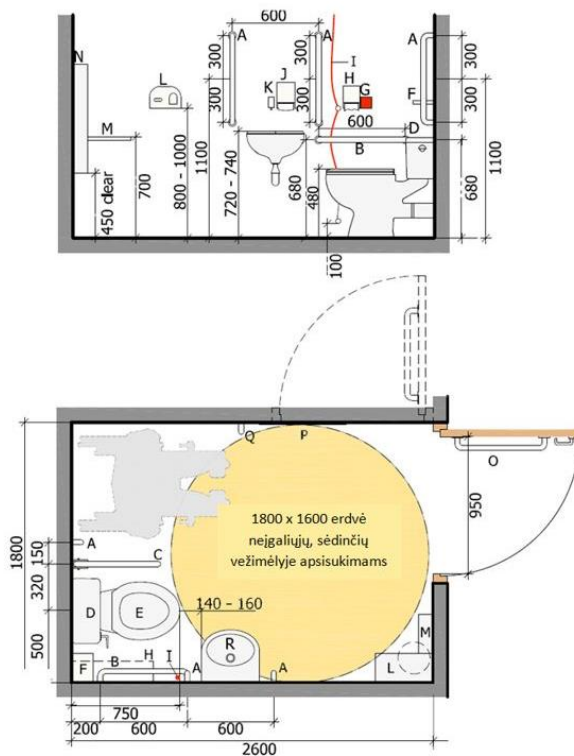 600
N
A
A
A
300
300
300
300
300
300
L
K
J
I
H
G
F
600
D
M
B
450 clear
700
800 - 1000
1100
720 - 740
680
480
100
680
1100
Q
P
O
950
1800
150
320
500
A
C
1800 x 1600 erdvė
neįgaliųjų, sėdinčių
vežimėlyje apsisukimams
140 - 160
D
E
R
M
F
B
H
I
A
A
L
750
200
600
600
2600